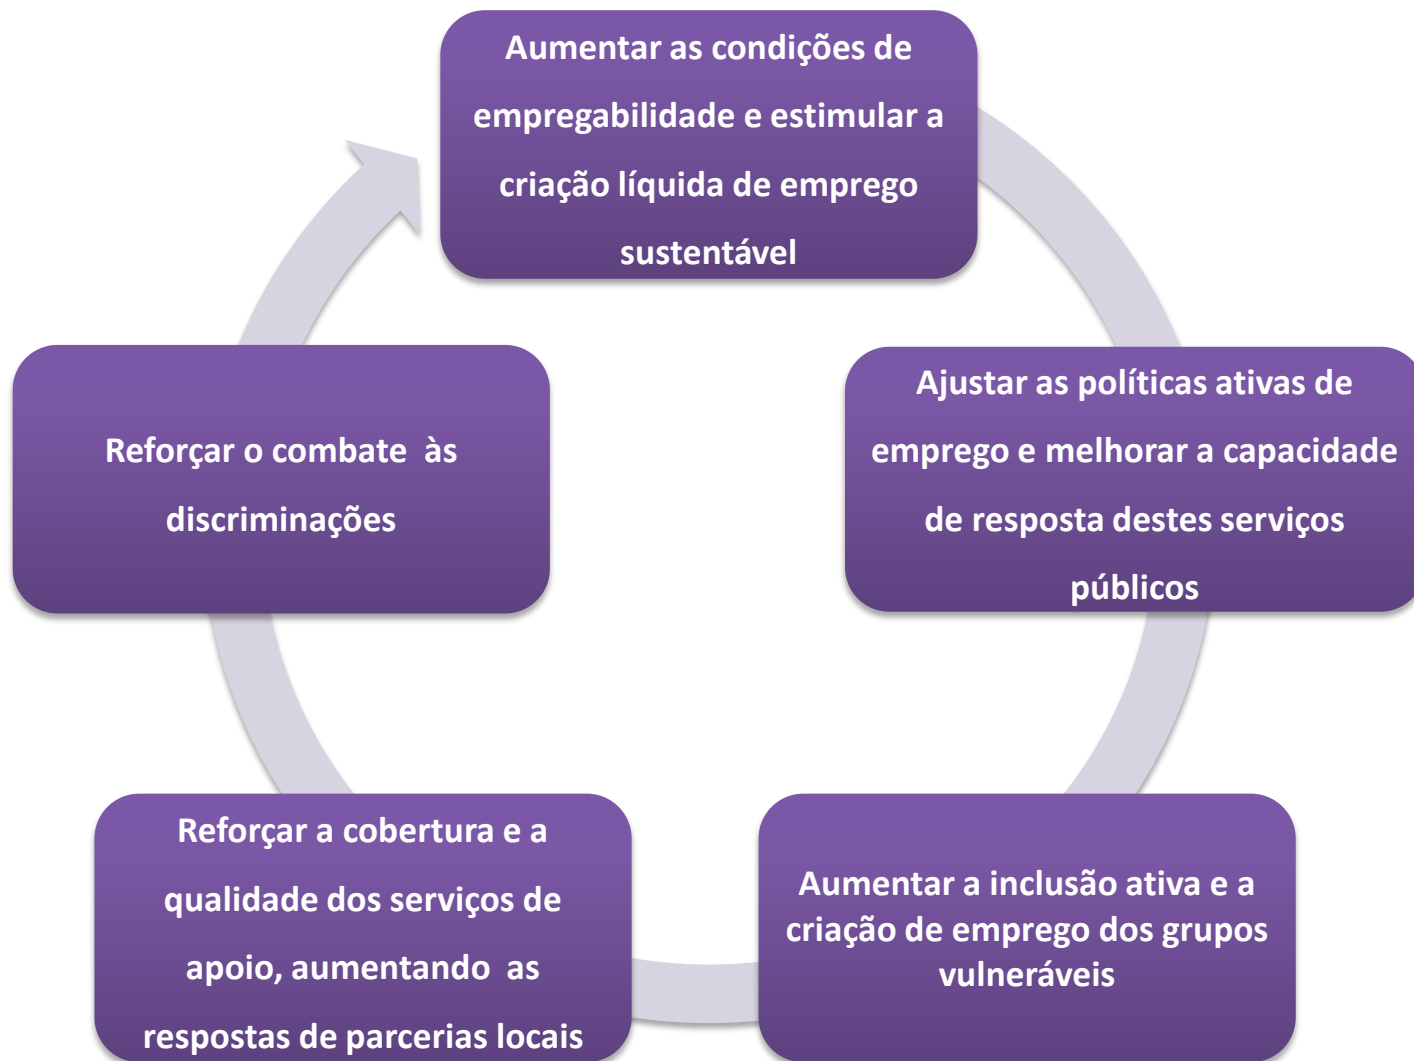 Aumentar as condições de
empregabilidade e estimular a
criação líquida de emprego
sustentável
Ajustar as políticas ativas de
emprego e melhorar a capacidade
de resposta destes serviços
públicos
Aumentar a inclusão ativa e a
criação de emprego dos grupos
vulneráveis
Reforçar a cobertura e a
qualidade dos serviços de
apoio, aumentando as
respostas de parcerias locais
Reforçar o combate às
discriminações